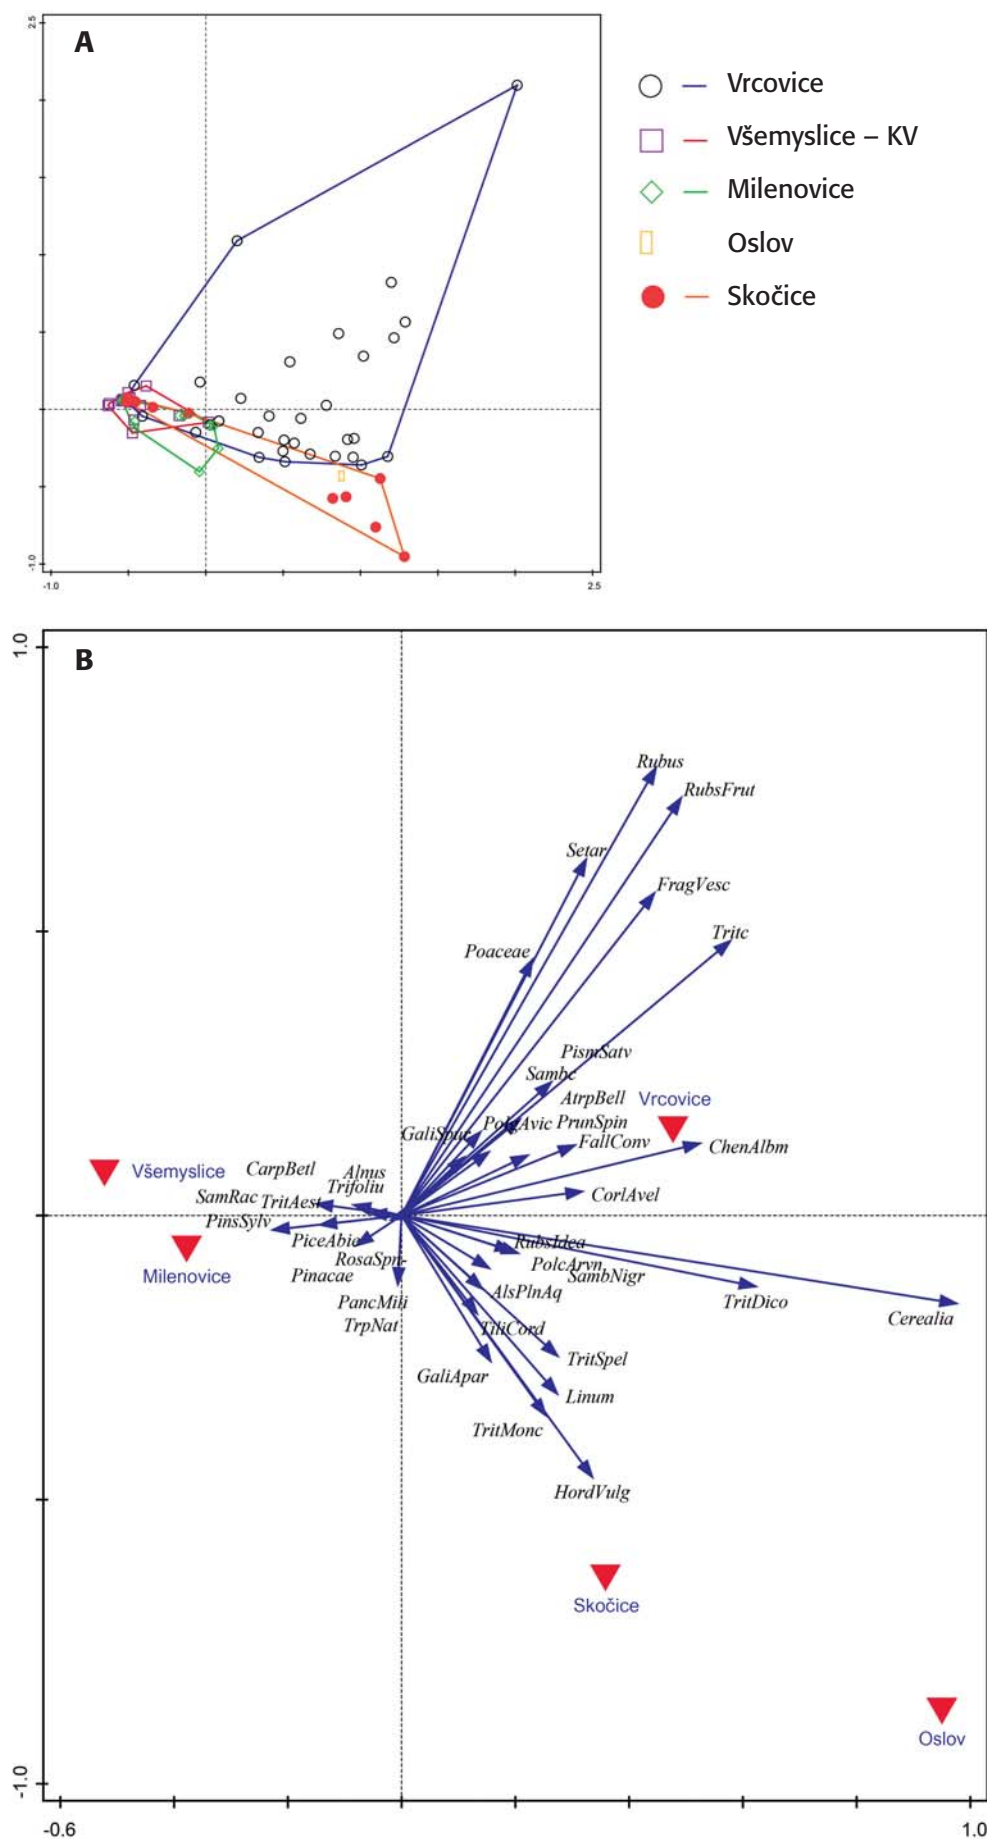 2.5
A
-1.0
-1.0
2.5
Vrcovice
Všemyslice – KV
Milenovice
Oslov
Skočice
1.0
B
Rubus
RubsFrut
Setar
FragVesc
Tritc
Poaceae
PismSatv
Sambc
AtrpBell
Vrcovice
PolgAvic
PrunSpin
GaliSpur
FallConv
ChenAlbm
CarpBetl
Alnus
Všemyslice
Trifoliu
SamRac
TritAest
CorlAvel
PinsSylv
PiceAbie
RubsIdea
RosaSpn-
PolcArvn
Milenovice
Pinacae
SambNigr
AlsPlnAq
PancMili
TritDico
Cerealia
TrpNat
TiliCord
TritSpel
GaliApar
Linum
TritMonc
HordVulg
Skočice
Oslov
-1.0
-0.6
1.0